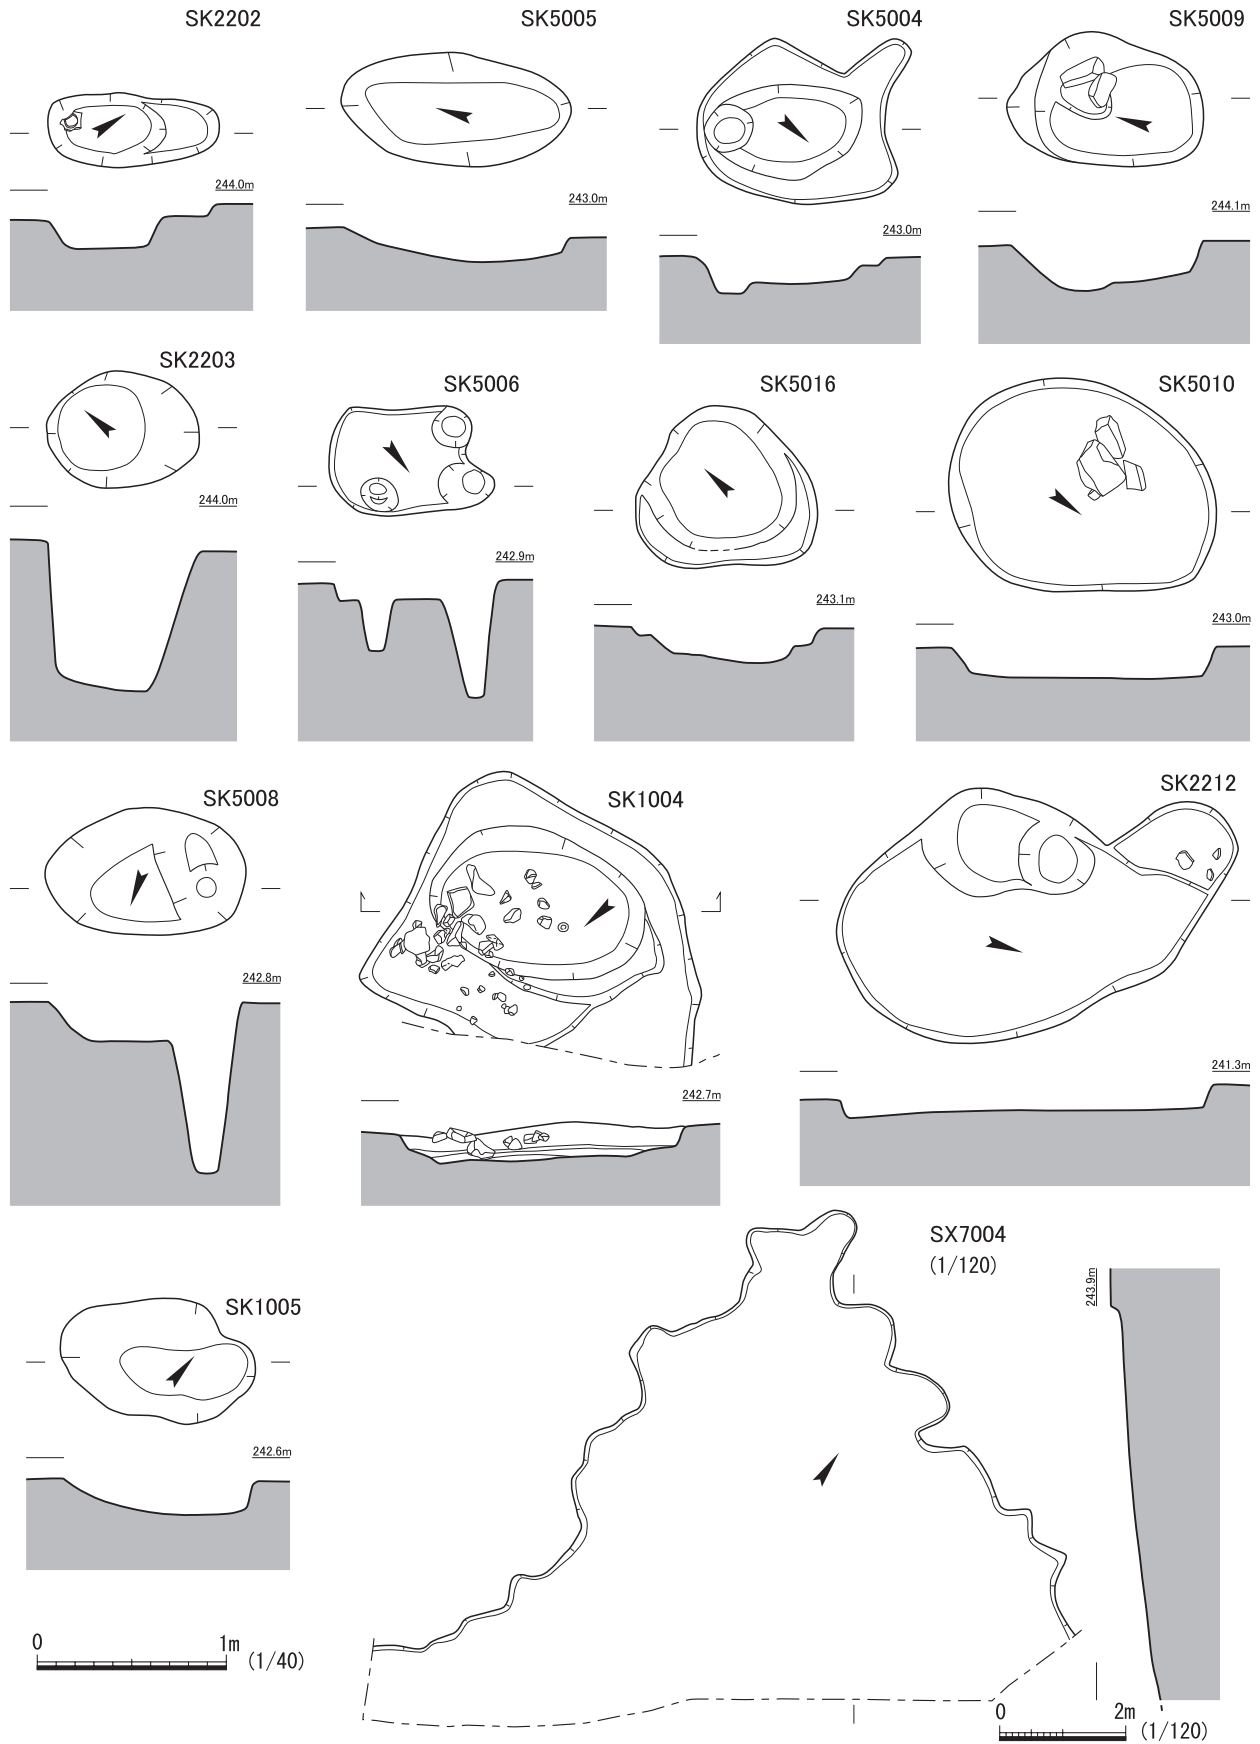 SK2202
SK5005
SK5004
SK5009
244.0m
243.0m
243.0m
244.1m
SK2203
SK5006
SK5016
SK5010
244.0m
242.9m
243.1m
243.0m
SK5008
SK1004
SK2212
242.8m
242.7m
241.3m
SK1005
SX7004
(1/120)
243.9m
242.6m
0 1m (1/40)
0 2m (1/120)